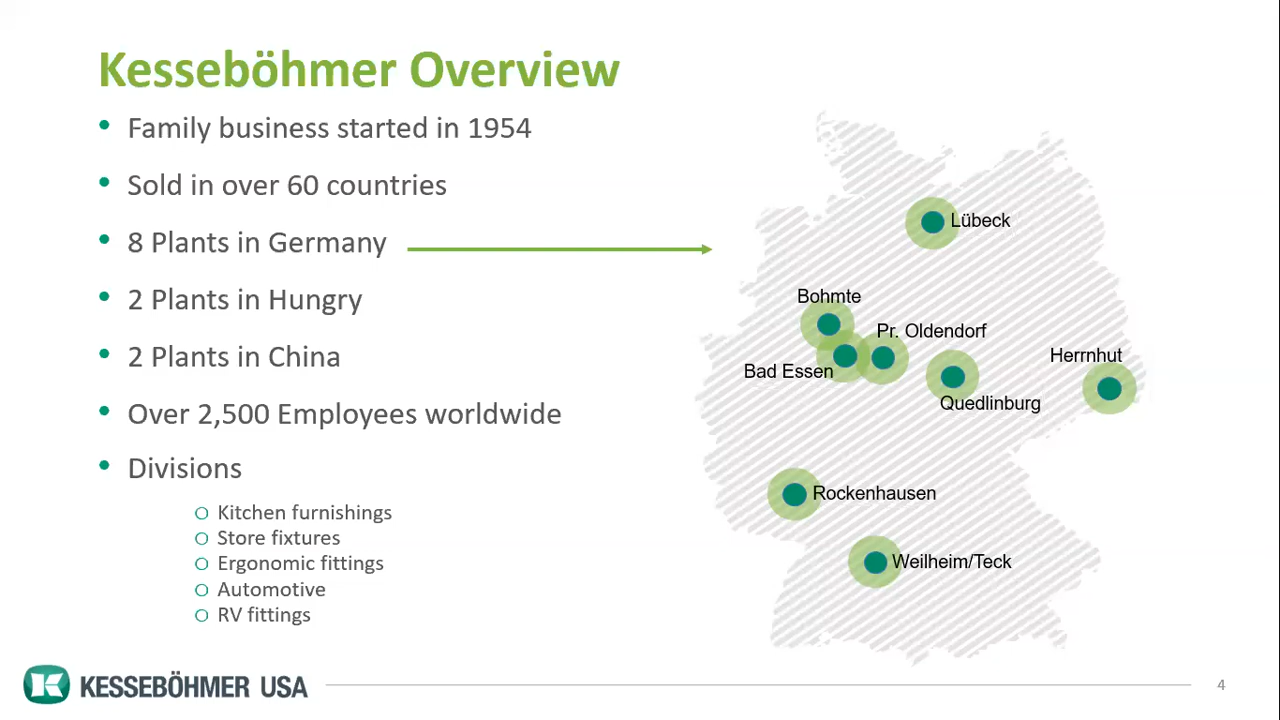 Kesseböhmer Overview
• Family business started in 1954
• Sold in over 60 countries
• 8 Plants in Germany
• 2 Plants in Hungry
• 2 Plants in China
• Over 2,500 Employees worldwide
• Divisions
○ Kitchen furnishings
○ Store fixtures
○ Ergonomic fittings
○ Automotive
○ RV fittings
Lübeck
Bohmte
Pr. Oldendorf
Bad Essen
Herrnhut
Quedlinburg
Rockenhausen
Weilheim/Teck
K KESSEBÖHMER USA
4